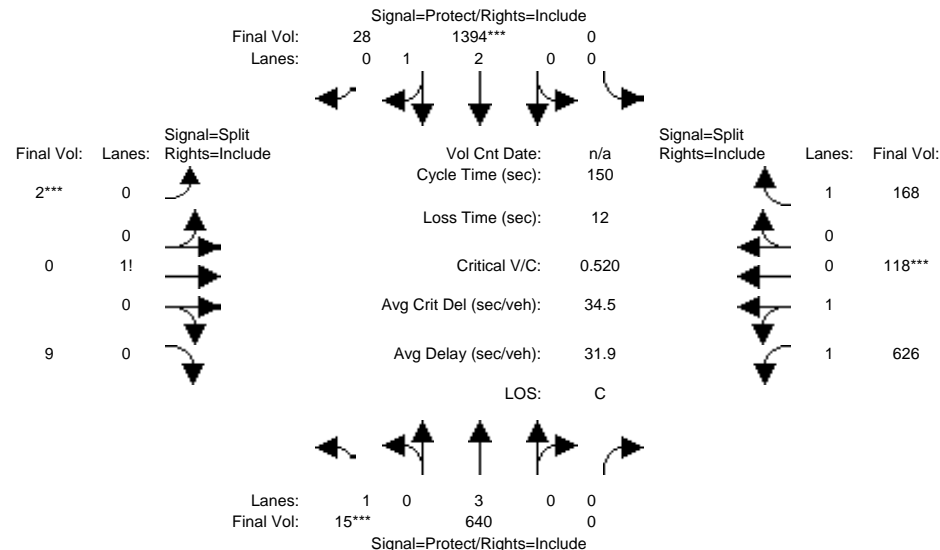 Signal=Protect/Rights=Include
Final Vol: 28 1394*** 0
Lanes: 0 1 2 0 0
Signal=Split Signal=Split
Final Vol: Lanes: Rights=Include Vol Cnt Date: n/a Rights=Include Lanes: Final Vol:
Cycle Time (sec): 150
2*** 0 1 168
Loss Time (sec): 12
0 0
0 1! Critical V/C: 0.520 0 118***
0 Avg Crit Del (sec/veh): 34.5 1
9 0 Avg Delay (sec/veh): 31.9 1 626
LOS: C
Lanes: 1 0 3 0 0
Final Vol: 15*** 640 0
Signal=Protect/Rights=Include